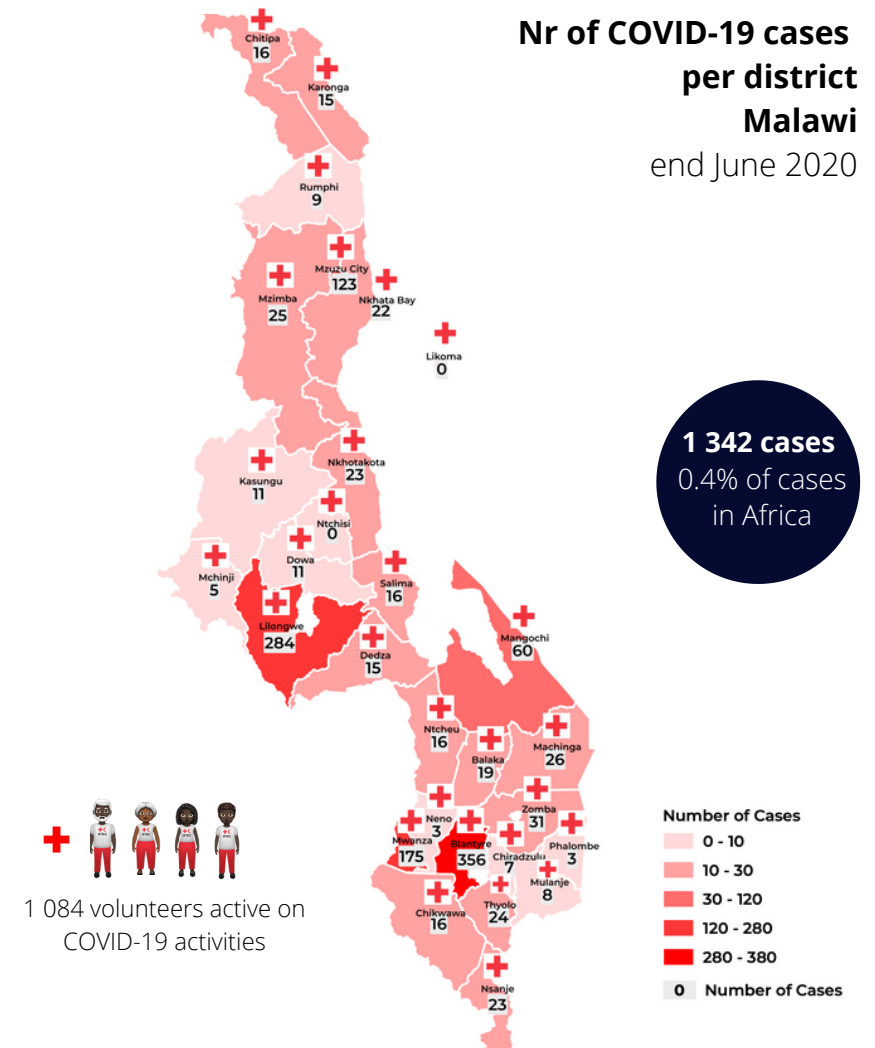 Nr of COVID-19 cases
per district
Malawi
end June 2020
Chitipa
16
Karonga
15
Rumphi
9
Mzuzu City
123
Mzimba
25
Nkhata Bay
22
Likoma
0
Nkhotakota
23
Kasungu
11
Ntchisi
0
Dowa
11
Mchinji
5
Salima
16
Lilongwe
284
Dedza
15
Mangochi
60
1 342 cases
0.4% of cases
in Africa
Ntcheu
16
Balaka
19
Machinga
26
Zomba
31
Neno
3
Mwanza
175
Blantyre
356
Chiradzulu
7
Phalombe
3
Mulanje
8
Thyolo
24
Chikwawa
16
Nsanje
23
1 084 volunteers active on
COVID-19 activities
Number of Cases
0 - 10
10 - 30
30 - 120
120 - 280
280 - 380
0 Number of Cases